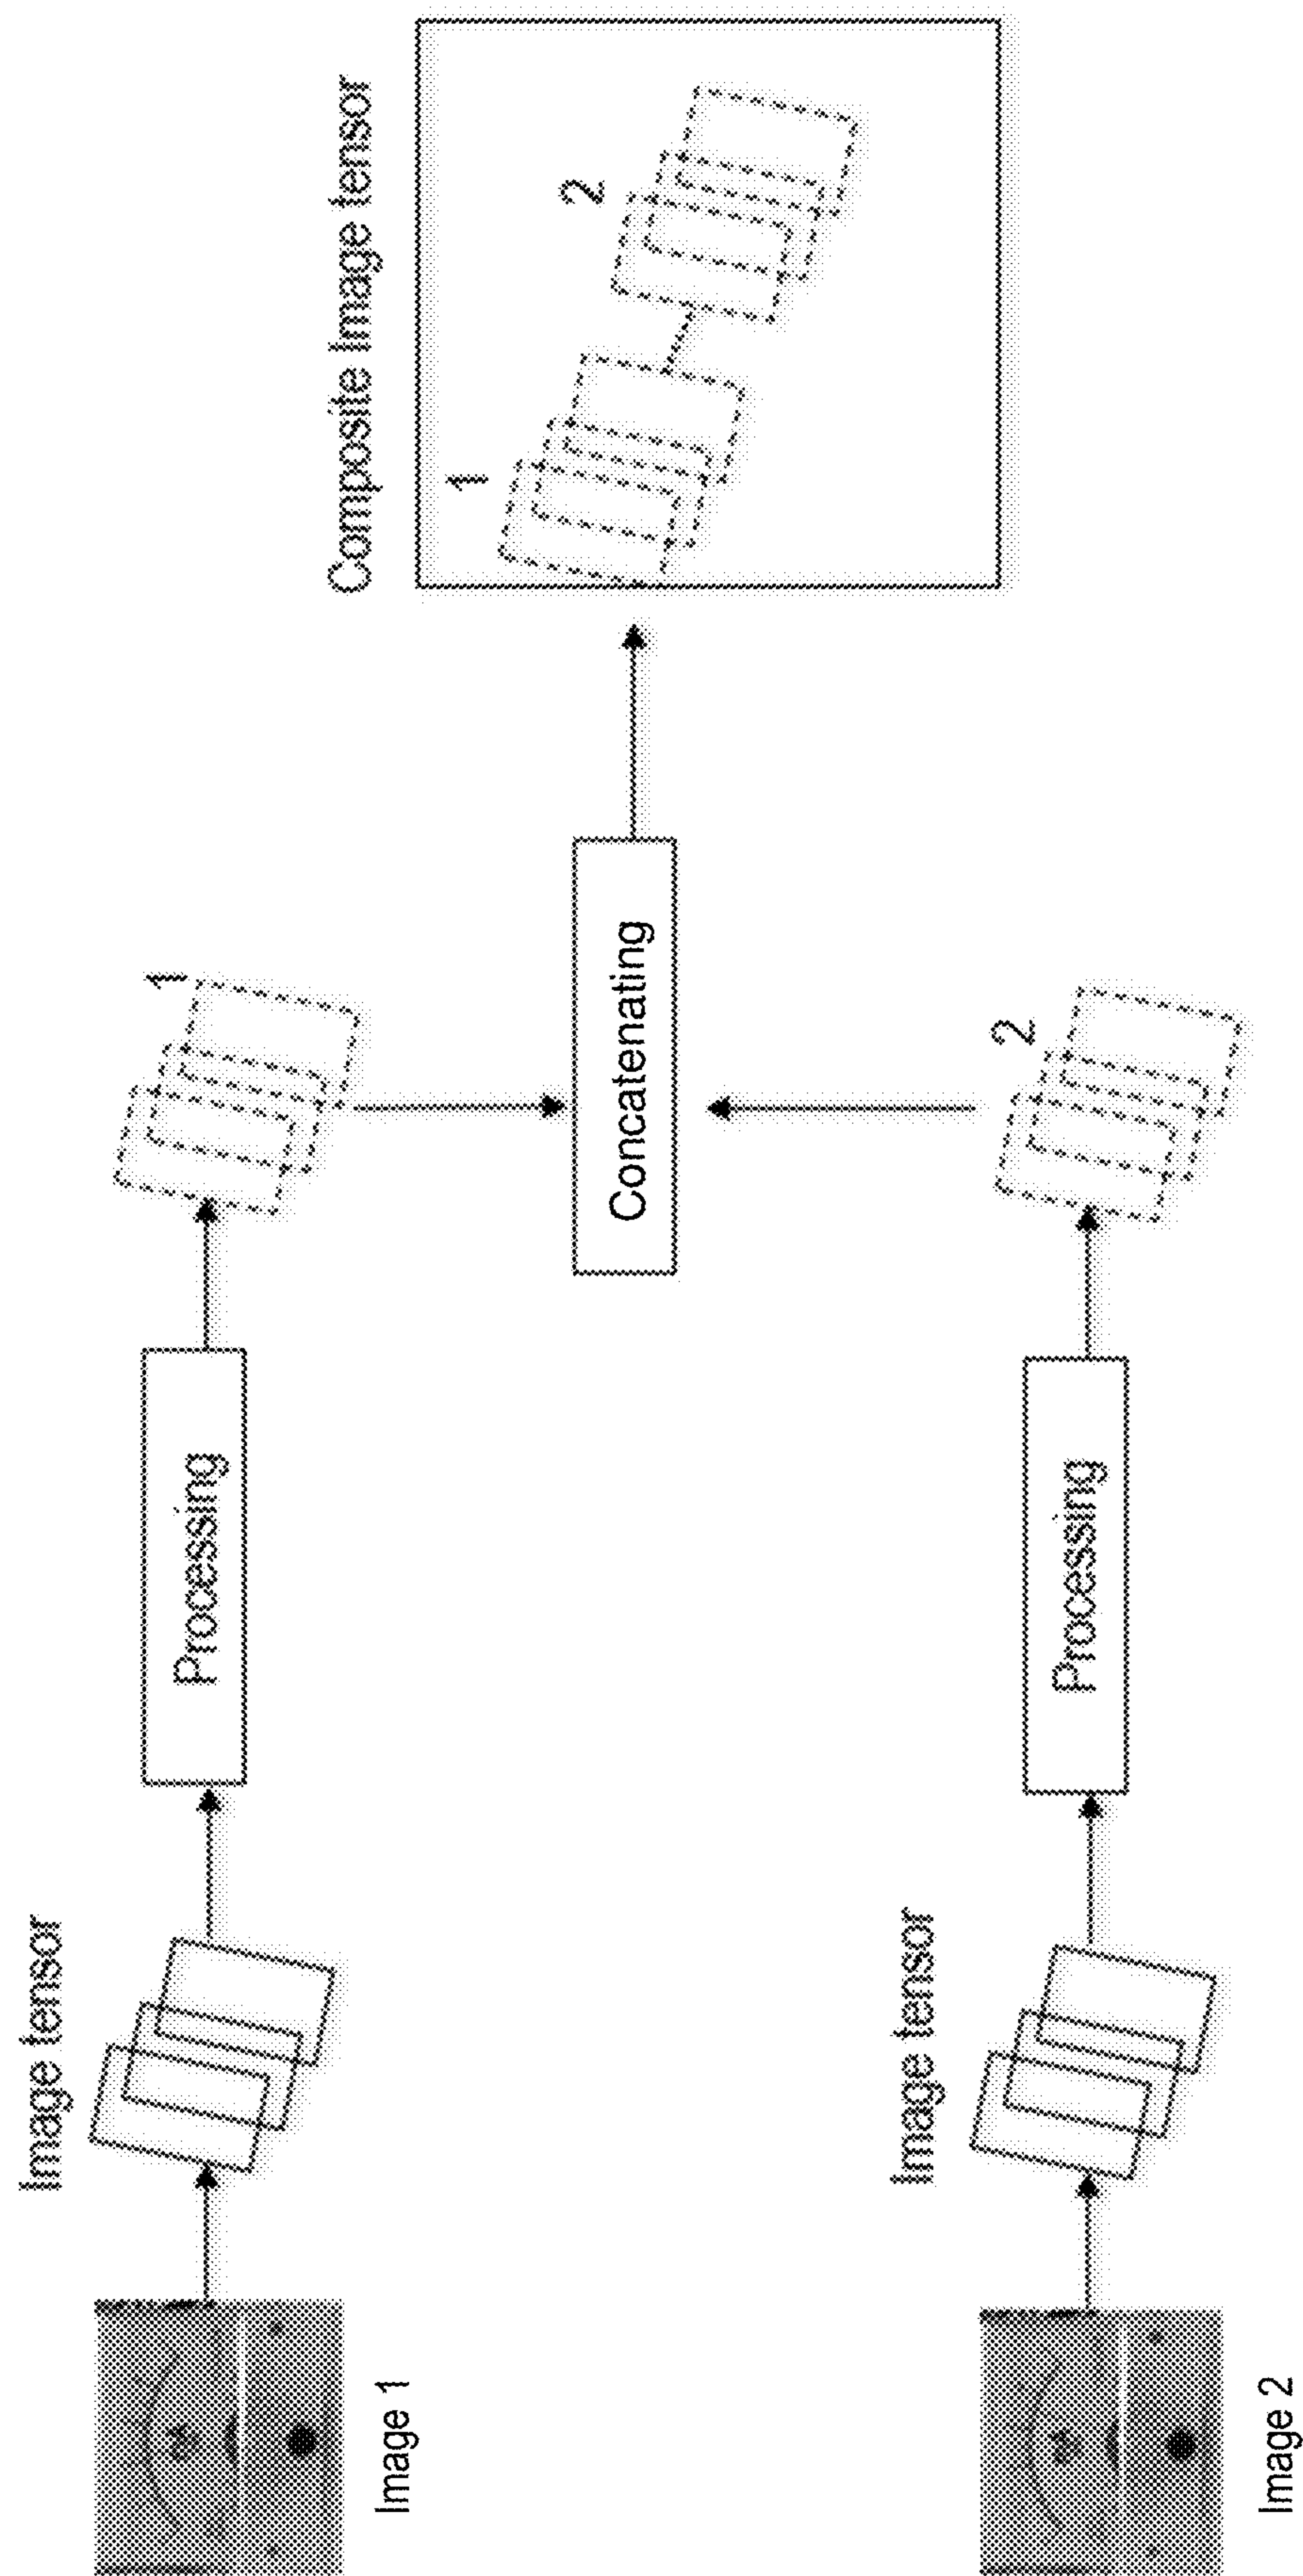 Image 1
Image tensor
Processing
1
Image 2
Image tensor
Processing
2
Concatenating
Composite Image tensor
1
2